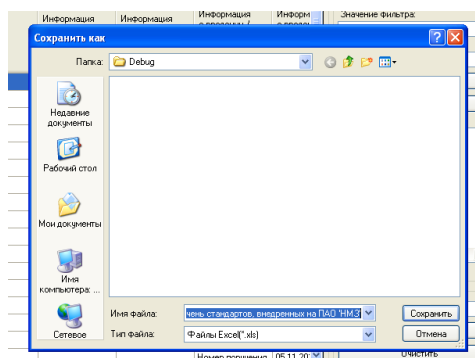 Информация
Информация
Информация
Информ
Значение Фильтра:
Сохранить как
Папка:
Debug
Недавние
документы
Рабочий стол
Мои документы
Имя
компьютера: ...
Сетевое
Имя файла:
чень стандартов, внедренных на ПАО 'НМЗ'
Сохранить
Тип файла:
Файлы Excel(*.xls)
Отмена
Номер поручения
05.11.20
Очистить